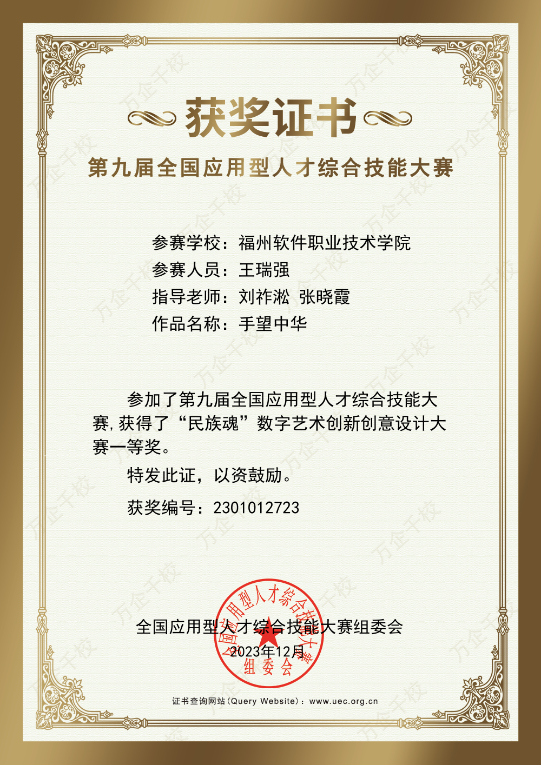 获奖证书
第九届全国应用型人才综合技能大赛
参赛学校：福州软件职业技术学院
参赛人员：王瑞强
指导老师：刘祚淞 张晓霞
作品名称：手望中华
参加了第九届全国应用型人才综合技能大
赛,获得了“民族魂”数字艺术创新创意设计大
赛一等奖。
特发此证，以资鼓励。
获奖编号：2301012723
全国应用型人才综合技能大赛组委会
2023年12月
全国应用型人才综合技能大赛
组委会
证书查询网站(Query Website)：www.uec.org.cn
万企千校